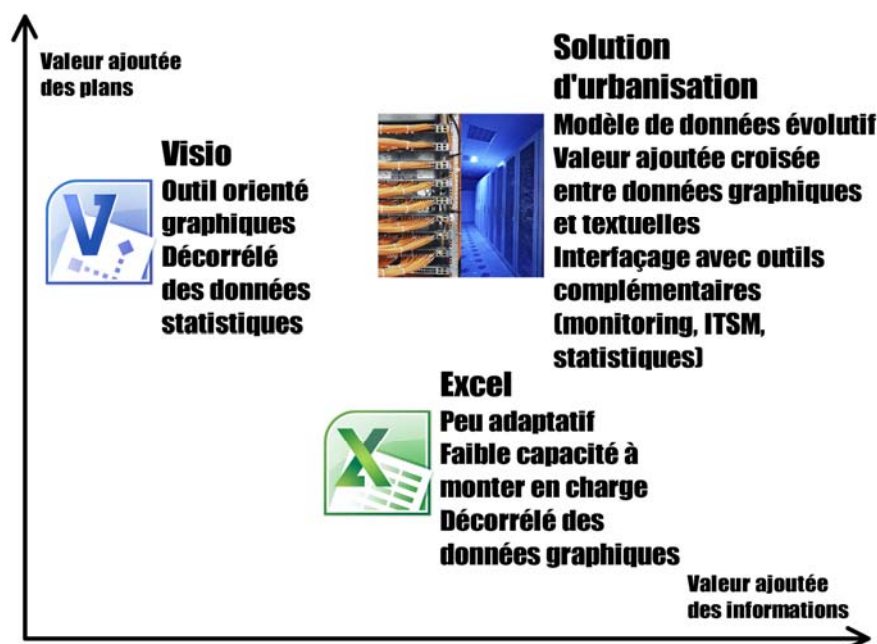 Valeur ajoutée
des plans
Visio
Outil orienté
graphiques
Décorrélé
des données
statistiques
Solution
d'urbanisation
Modèle de données évolutif
Valeur ajoutée croisée
entre données graphiques
et textuelles
Interfaçage avec outils
complémentaires
(monitoring, ITSM,
statistiques)
Excel
Peu adaptatif
Faible capacité à
monter en charge
Décorrélé des
données graphiques
Valeur ajoutée
des informations